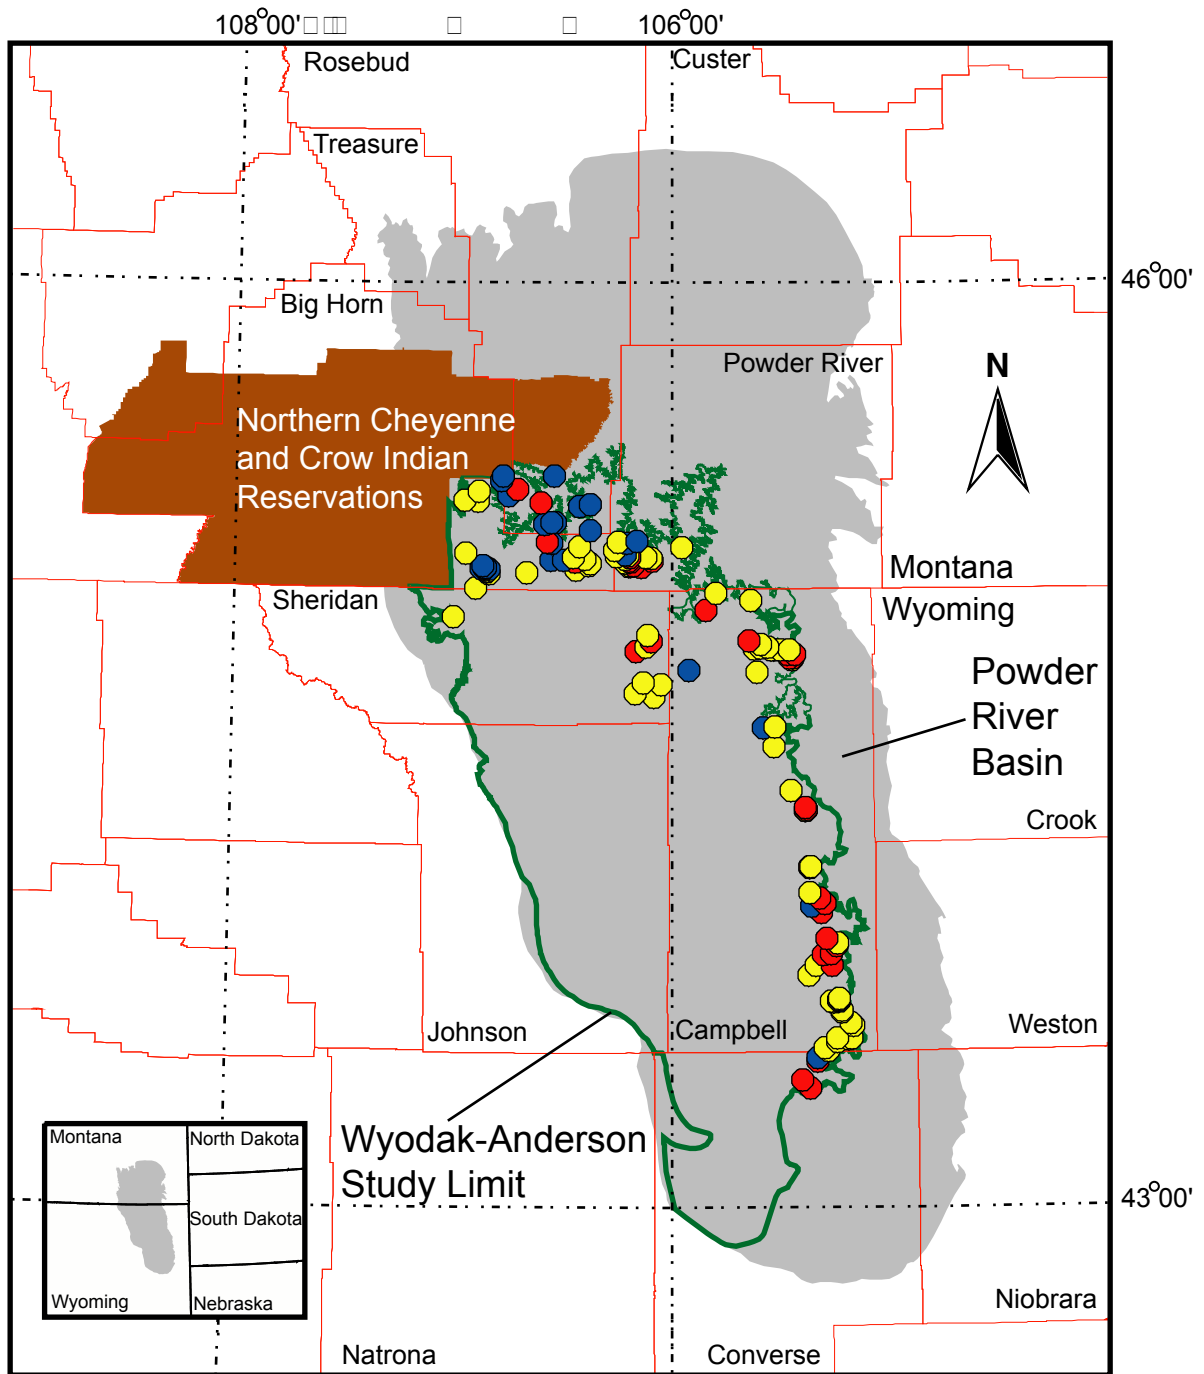 108°00'
106°00'
Rosebud
Custer
Treasure
46°00'
Big Horn
Powder River
N
Northern Cheyenne
and Crow Indian
Reservations
Montana
Sheridan
Wyoming
Powder
River
Basin
Crook
Johnson
Campbell
Weston
Wyodak-Anderson
Study Limit
Montana
North Dakota
South Dakota
Wyoming
Nebraska
43°00'
Niobrara
Natrona
Converse